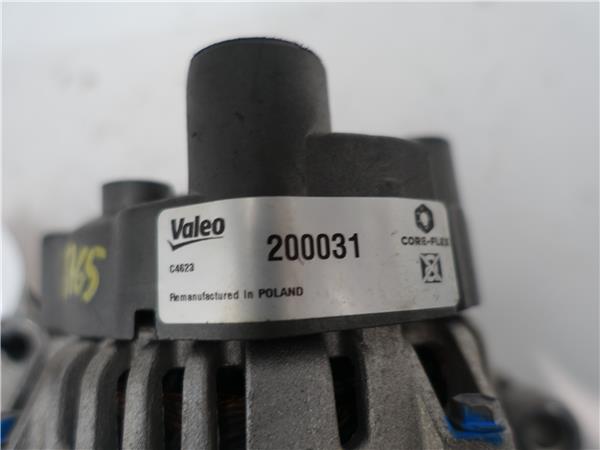 Valeo
200031
CORE-FLEX
C4623
Remanufactured in POLAND